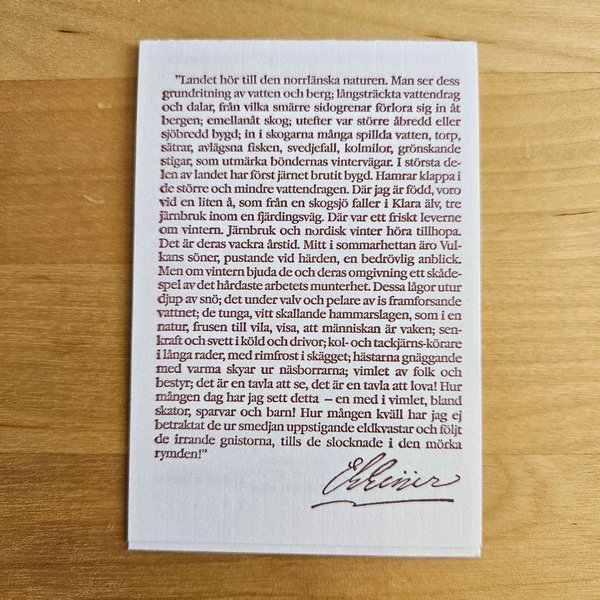 "Landet hör till den norrländska naturen. Man ser dess
grundritning av vatten och berg; långsträckta vattendrag
och dalar, från vilka smärre sidogrenar förlora sig in åt
bergen; emellanåt skog; utefter var större åbredd eller
sjöbredd bygd; in i skogarna många spillda vatten, torp,
sätrar, avlägsna fisken, svedjefall, kolmilor, grönskande
stigar, som utmärka böndernas vintervägar. I största de-
len av landet har först järnet brutit bygd. Hamrar klappa i
de större och mindre vattendragen. Där jag är född, voro
vid en liten å, som från en skogsjö faller i Klara älv, tre
järnbruk inom en fjärdingsväg. Där var ett friskt leverne
om vintern. Järnbruk och nordisk vinter höra tillhopa.
Det är deras vackra årstid. Mitt i sommarhettan äro Vul-
kans söner, pustande vid härden, en bedrövlig anblick.
Men om vintern bjuda de och deras omgivning ett skåde-
spel av det hårdaste arbetets munterhet. Dessa lågor utur
djup av snö; det under valv och pelare av is framforsande
vattnet; de tunga, vitt skallande hammarslagen, som i en
natur, frusen till vila, visa, att människan är vaken; sen-
kraft och svett i köld och drivor; kol- och tackjärns-körare
i långa rader, med rimfrost i skägget; hästarna gnäggande
med varma skyar ur näsborrarna; vimlet av folk och
bestyr; det är en tavla att se, det är en tavla att lova! Hur
mången dag har jag sett detta – en med i vimlet, bland
skator, sparvar och barn! Hur mången kväll har jag ej
betraktat de ur smedjan uppstigande eldkvastar och följt
de irrande gnistorna, tills de slocknade i den mörka
rymden!"